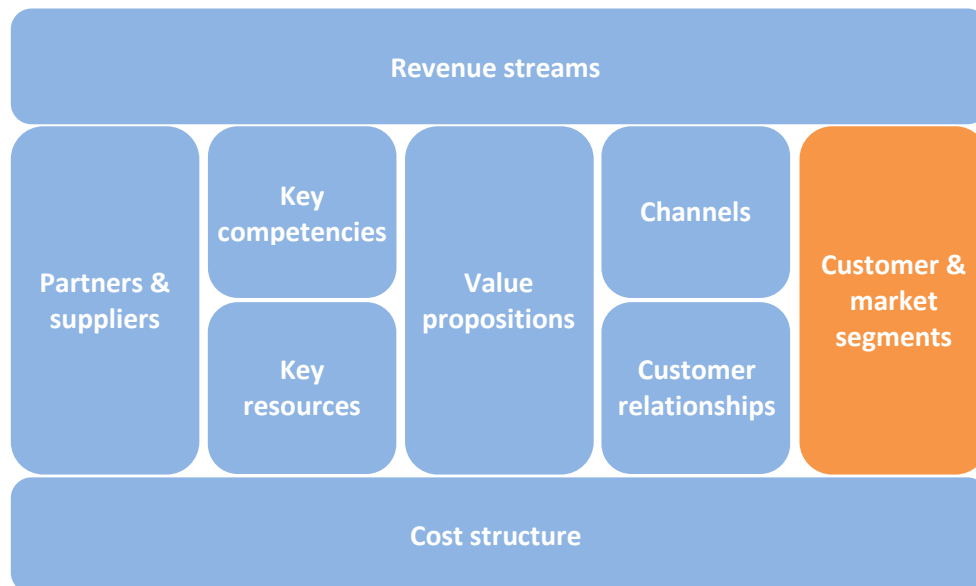 Revenue streams
Partners &
suppliers
Key
competencies
Key
resources
Value
propositions
Channels
Customer
relationships
Customer &
market
segments
Cost structure